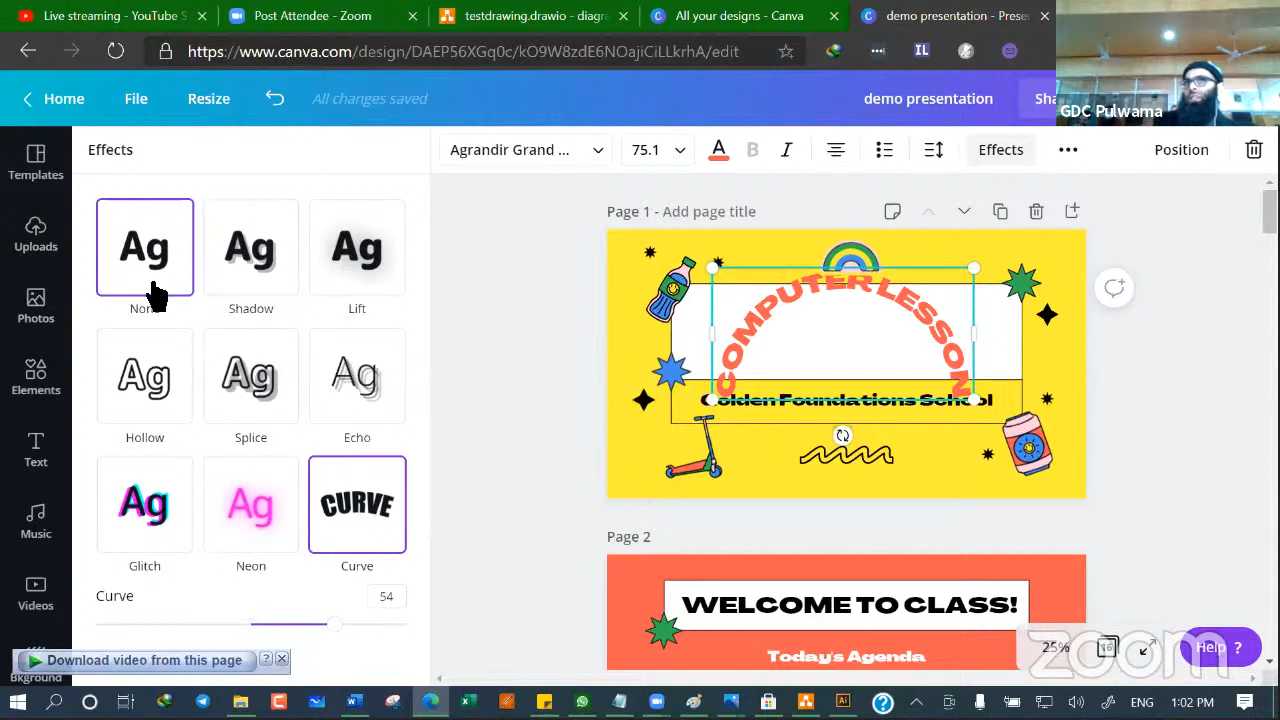 Live streaming - YouTube S
Post Attendee - Zoom
testdrawing.drawio - diagra
All your designs - Canva
demo presentation - Prese
https://www.canva.com/design/DAEP56XGq0c/kO9W8zdE6NOajiCiLLkrhA/edit
IL
GDC Pulwama
Home
File
Resize
All changes saved
demo presentation
Sha
Templates
Uploads
Photos
Elements
Text
Music
Videos
Bkground
Effects
Ag
Ag
Ag
Non
Shadow
Lift
Ag
Ag
Ag
Hollow
Splice
Echo
Ag
Ag
CURVE
Glitch
Neon
Curve
Curve
54
Download video from this page
?
Agrandir Grand ...
75.1
A
B
I
Effects
Position
Page 1 - Add page title
COMPUTER LESSON
Golden Foundations School
Page 2
WELCOME TO CLASS!
Today's Agenda
25%
16
Help ?
zoom
ENG
1:02 PM